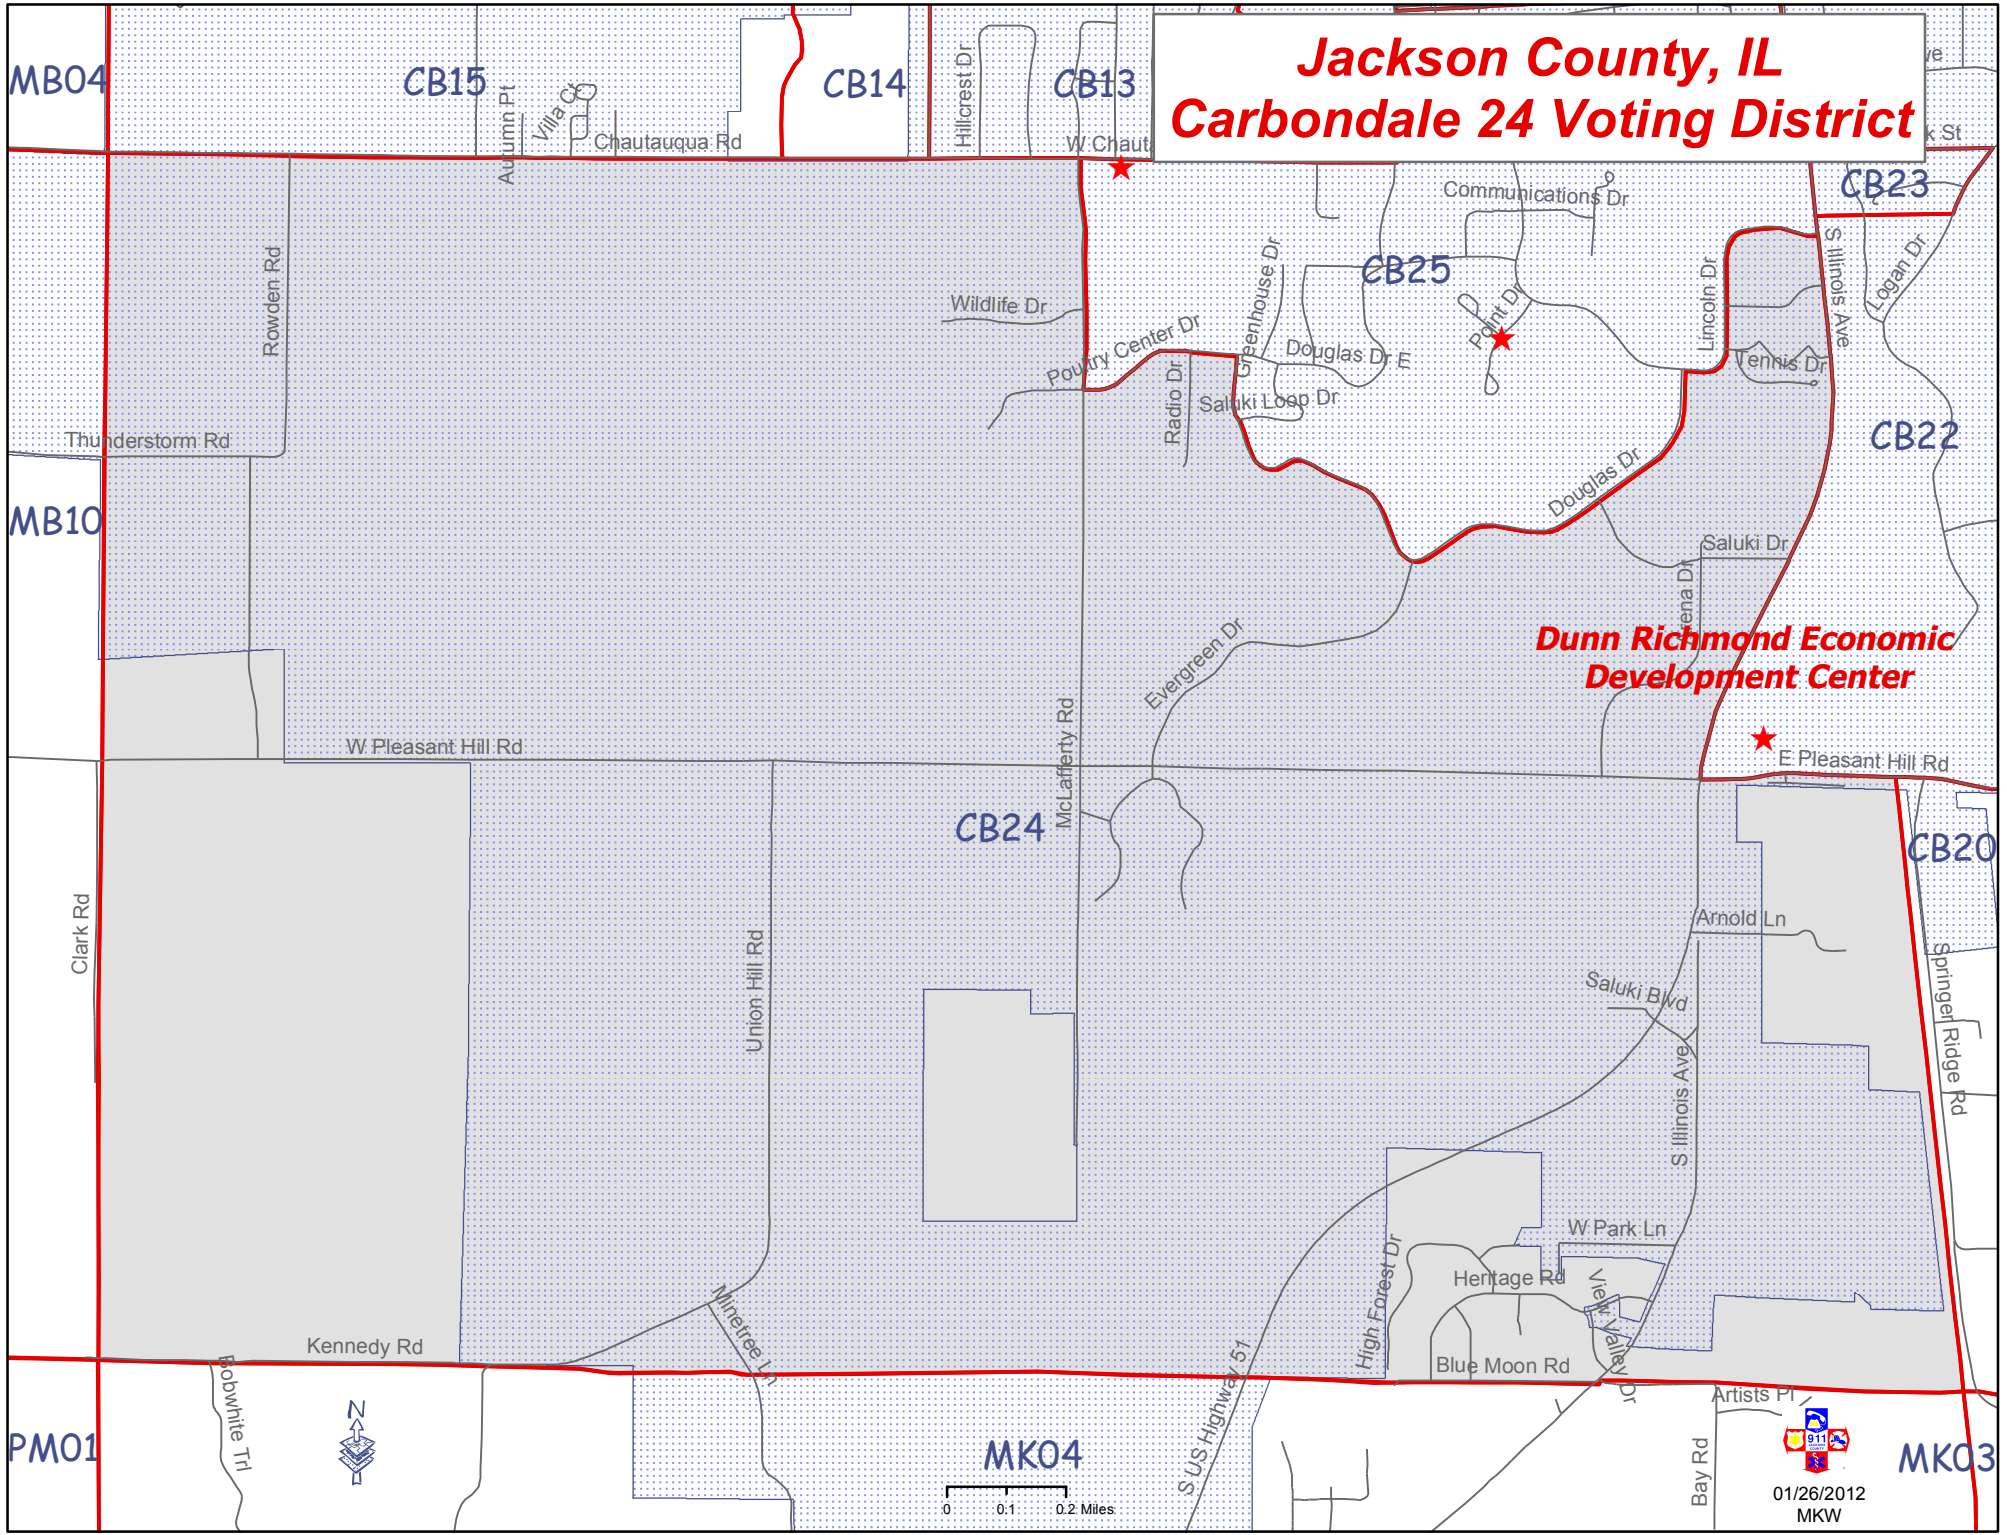 Jackson County, IL
Carbondale 24 Voting District
MB04
CB15
CB14
CB13
Hillcrest Dr
Autumn Pt
Villa Ct
Chautauqua Rd
W Chaut
k St
CB23
Communications Dr
Rowden Rd
Wildlife Dr
Poultry Center Dr
Greenhouse Dr
CB25
Point Dr
Lincoln Dr
S Illinois Ave
Logan Dr
Douglas Dr E
Tennis Dr
Radio Dr
Saluki Loop Dr
Thunderstorm Rd
CB22
Douglas Dr
MB10
Saluki Dr
Arena Dr
Dunn Richmond Economic
Development Center
Evergreen Dr
McLafferty Rd
W Pleasant Hill Rd
E Pleasant Hill Rd
CB24
CB20
Clark Rd
Union Hill Rd
Arnold Ln
Saluki Blvd
Springer Ridge Rd
S Illinois Ave
W Park Ln
High Forest Dr
Heritage Rd
View Valley Dr
Minetree Ln
Kennedy Rd
Blue Moon Rd
S US Highway 51
Bobwhite Trl
Artists Pl
PM01
N
MK04
0 0.1 0.2 Miles
Bay Rd
911
JACKSON
COUNTY
MK03
01/26/2012
MKW